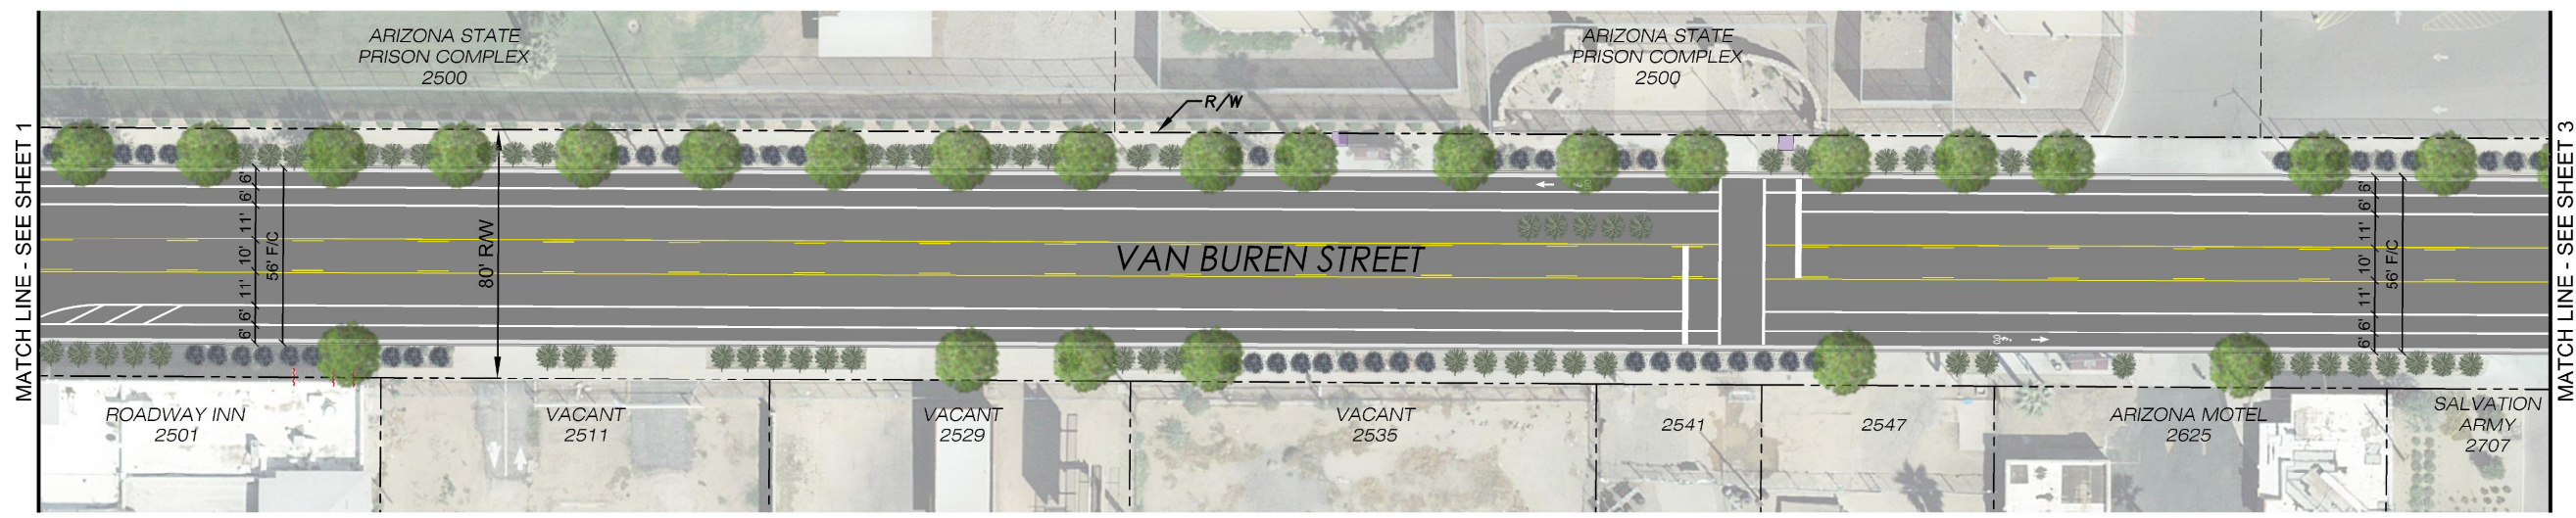 ARIZONA STATE
PRISON COMPLEX
2500
ARIZONA STATE
PRISON COMPLEX
2500
R/W
MATCH LINE - SEE SHEET 1
6'
6'
11'
10'
11'
6'
6'
56' F/C
80' R/W
VAN BUREN STREET
6'
6'
11'
10'
11'
6'
6'
56' F/C
MATCH LINE - SEE SHEET 3
ROADWAY INN
2501
VACANT
2511
VACANT
2529
VACANT
2535
2541
2547
ARIZONA MOTEL
2625
SALVATION
ARMY
2707